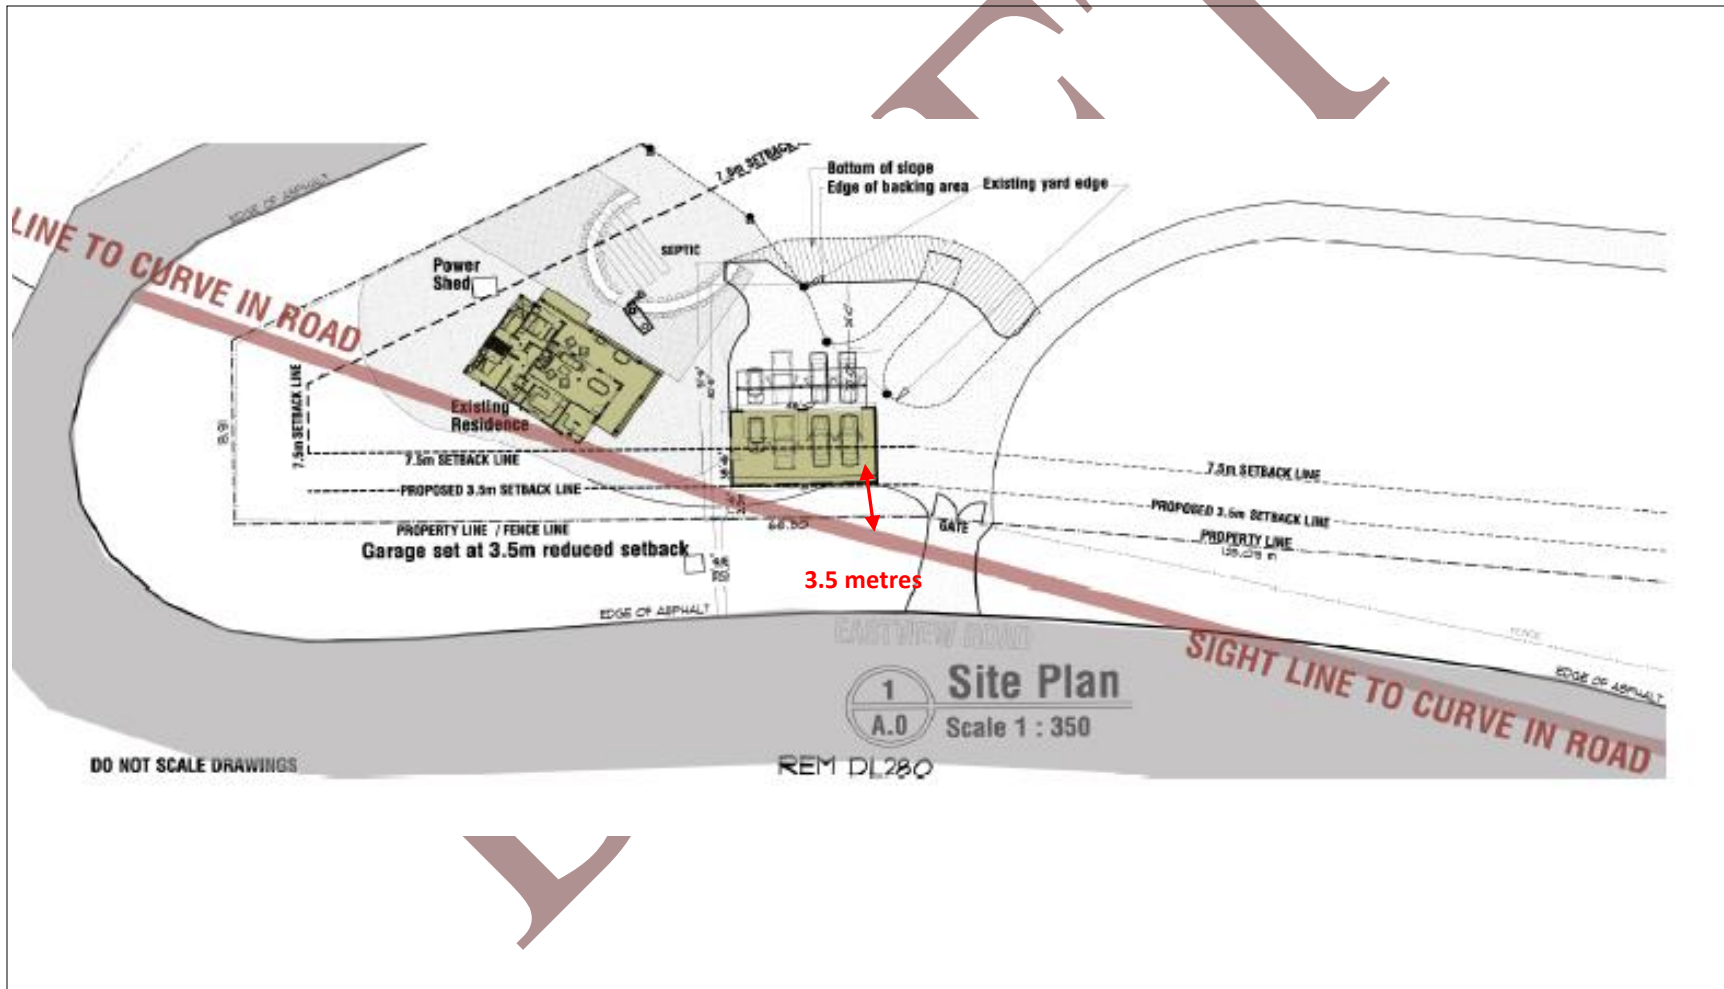 Bottom of slope
Edge of backing area
Existing yard edge
7.5m SETBACK
EDGE OF ASPHALT
LINE TO CURVE IN ROAD
SEPTIC
Power
Shed
Existing
Residence
7.5m SETBACK LINE
7.5m SETBACK LINE
7.5m SETBACK LINE
PROPOSED 3.5m SETBACK LINE
PROPOSED 3.5m SETBACK LINE
PROPERTY LINE / FENCE LINE
GATE
PROPERTY LINE
Garage set at 3.5m reduced setback
3.5 metres
EDGE OF ASPHALT
EASTVIEW ROAD
FENCE
EDGE OF ASPHALT
SIGHT LINE TO CURVE IN ROAD
1
A.0
Site Plan
Scale 1 : 350
DO NOT SCALE DRAWINGS
REM DL280